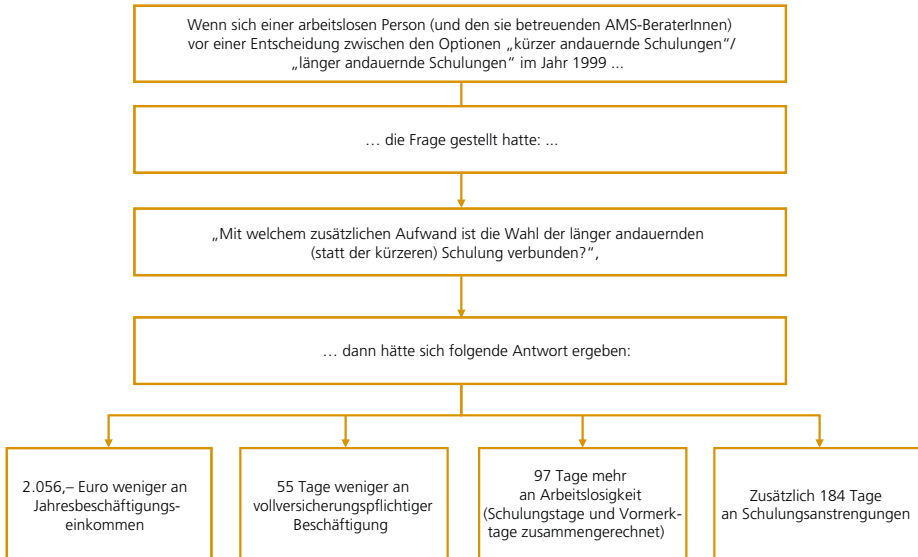 Wenn sich einer arbeitslosen Person (und den sie betreuenden AMS-BeraterInnen)
vor einer Entscheidung zwischen den Optionen „kürzer andauernde Schulungen“/
„länger andauernde Schulungen“ im Jahr 1999 ...
… die Frage gestellt hatte: ...
„Mit welchem zusätzlichen Aufwand ist die Wahl der länger andauernden
(statt der kürzeren) Schulung verbunden?“,
… dann hätte sich folgende Antwort ergeben:
2.056,– Euro weniger an
Jahresbeschäftigungs-
einkommen
55 Tage weniger an
vollversicherungspflichtiger
Beschäftigung
97 Tage mehr
an Arbeitslosigkeit
(Schulungstage und Vormerk-
tage zusammengerechnet)
Zusätzlich 184 Tage
an Schulungsanstrengungen